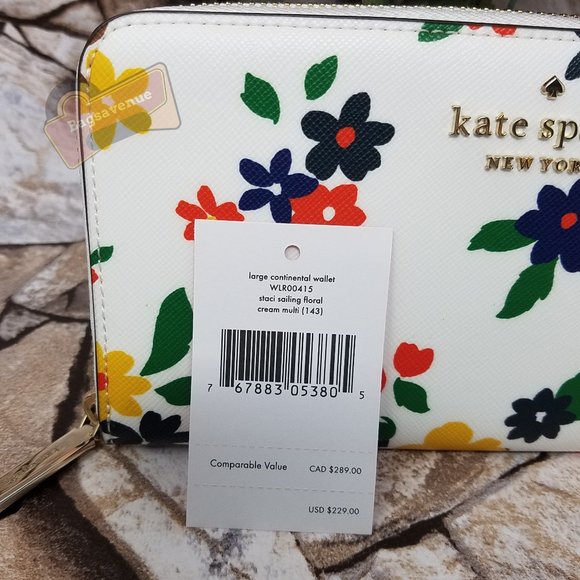 Bagsavenue
kate sp
NEW YORK
large continental wallet
WLR00415
staci sailing floral
cream multi (143)
7 67883 05380 5
Comparable Value CAD $289.00
USD $229.00